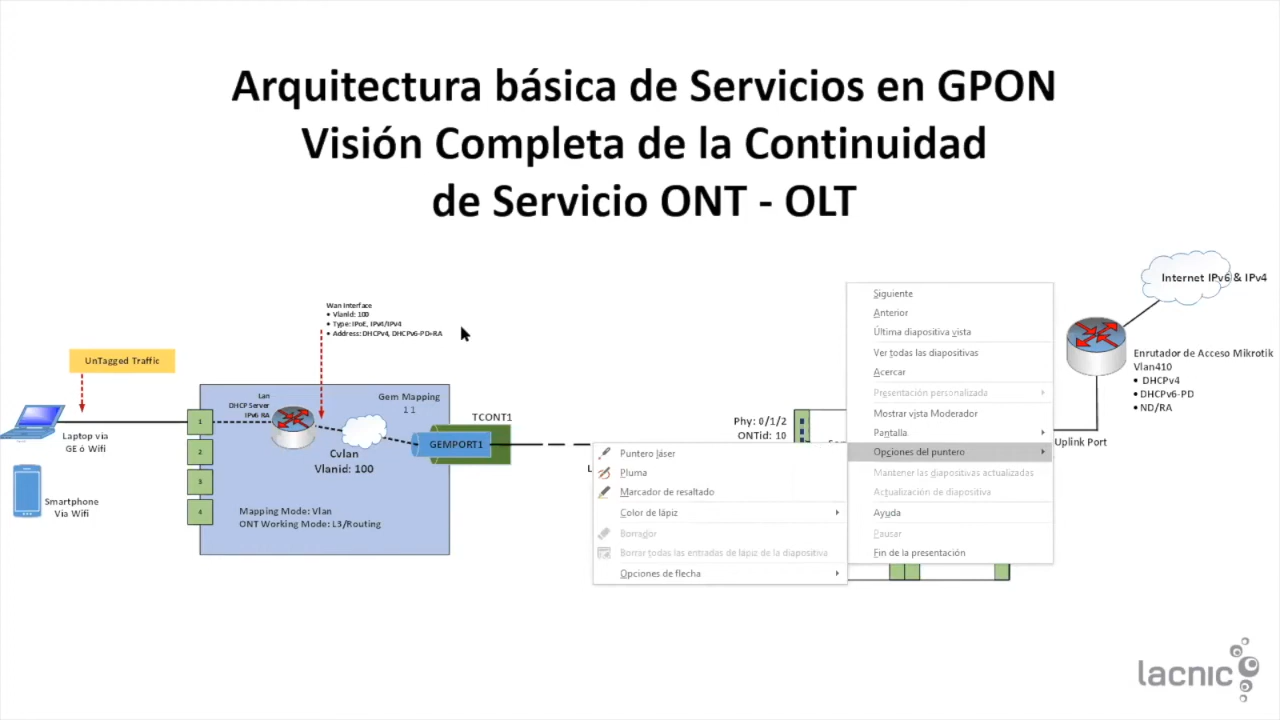 Arquitectura básica de Servicios en GPON
Visión Completa de la Continuidad
de Servicio ONT - OLT
Internet IPv6 & IPv4
Wan Interface
• VlanId: 100
• Type: IPoE, IPv4/IPv4
• Address: DHCPv4, DHCPv6-PD+RA
UnTagged Traffic
Lan
DHCP Server
IPv6 RA
Gem Mapping
1 1
TCONT1
GEMPORT1
Cvlan
Vlanid: 100
1
2
3
4
Mapping Mode: Vlan
ONT Working Mode: L3/Routing
Laptop via
GE ó Wifi
Smartphone
Via Wifi
Phy: 0/1/2
ONTid: 10
Siguiente
Anterior
Última diapositiva vista
Ver todas las diapositivas
Acercar
Presentación personalizada
Mostrar vista Moderador
Pantalla
Opciones del puntero
Mantener las diapositivas actualizadas
Actualización de diapositiva
Ayuda
Pausar
Fin de la presentación
Puntero láser
Pluma
Marcador de resaltado
Color de lápiz
Borrador
Borrar todas las entradas de lápiz de la diapositiva
Opciones de flecha
Enrutador de Acceso Mikrotik
Vlan410
• DHCPv4
• DHCPv6-PD
• ND/RA
Uplink Port
lacnic